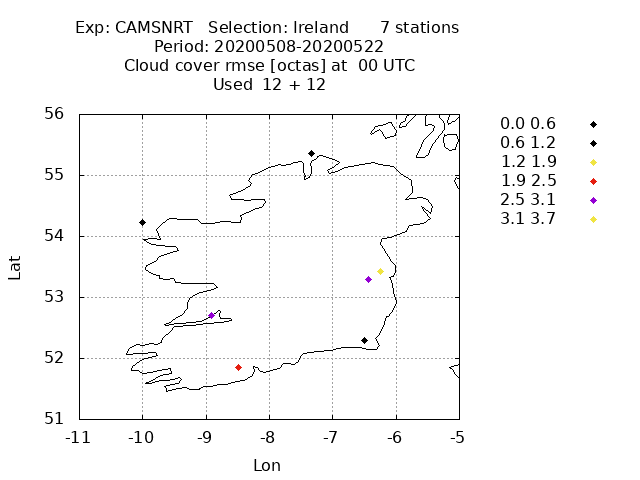 Exp: CAMSNRT   Selection: Ireland      7 stations
Period: 20200508-20200522
Cloud cover rmse [octas] at  00 UTC
Used  12 + 12
0.0 0.6
0.6 1.2
1.2 1.9
1.9 2.5
2.5 3.1
3.1 3.7
56
55
54
53
52
51
Lat
-11 -10 -9 -8 -7 -6 -5
Lon